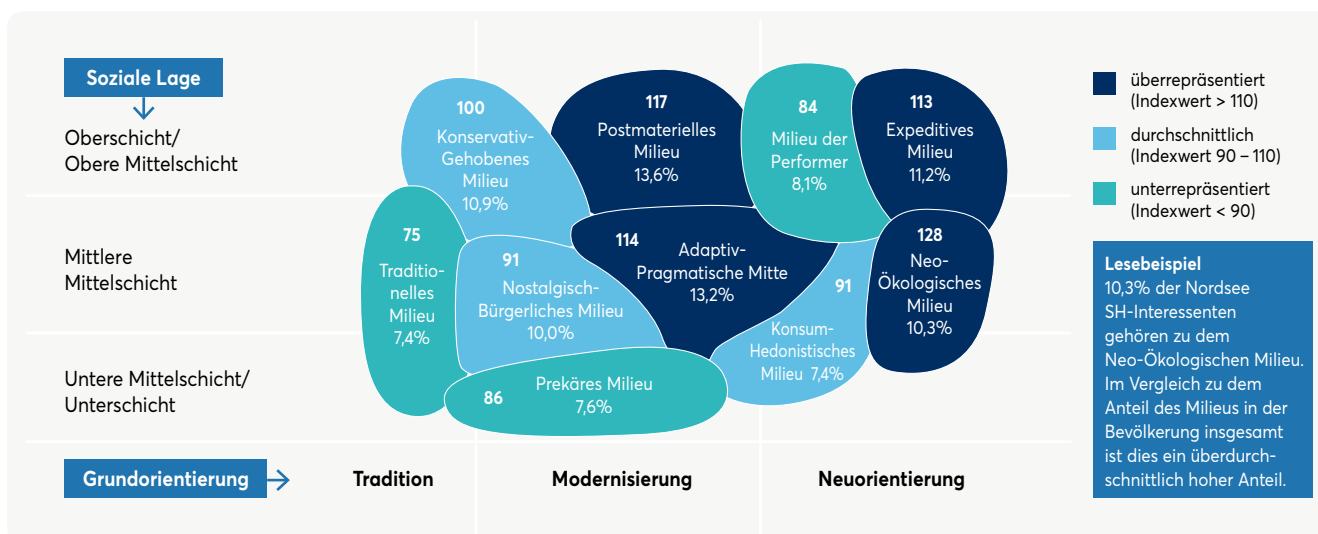 Soziale Lage
Oberschicht/
Obere Mittelschicht
Mittlere
Mittelschicht
Untere Mittelschicht/
Unterschicht
100
Konservativ-
Gehobenes
Milieu
10,9%
117
Postmaterielles
Milieu
13,6%
84
Milieu der
Performer
8,1%
113
Expeditives
Milieu
11,2%
75
Traditio-
nelles
Milieu
7,4%
91
Nostalgisch-
Bürgerliches Milieu
10,0%
114
Adaptiv-
Pragmatische Mitte
13,2%
91
Konsum-
Hedonistisches
Milieu 7,4%
128
Neo-
Ökologisches
Milieu
10,3%
86
Prekäres Milieu
7,6%
Grundorientierung
Tradition
Modernisierung
Neuorientierung
überrepräsentiert
(Indexwert > 110)
durchschnittlich
(Indexwert 90 – 110)
unterrepräsentiert
(Indexwert < 90)
Lesebeispiel
10,3% der Nordsee
SH-Interessenten
gehören zu dem
Neo-Ökologischen Milieu.
Im Vergleich zu dem
Anteil des Milieus in der
Bevölkerung insgesamt
ist dies ein überdurch-
schnittlich hoher Anteil.